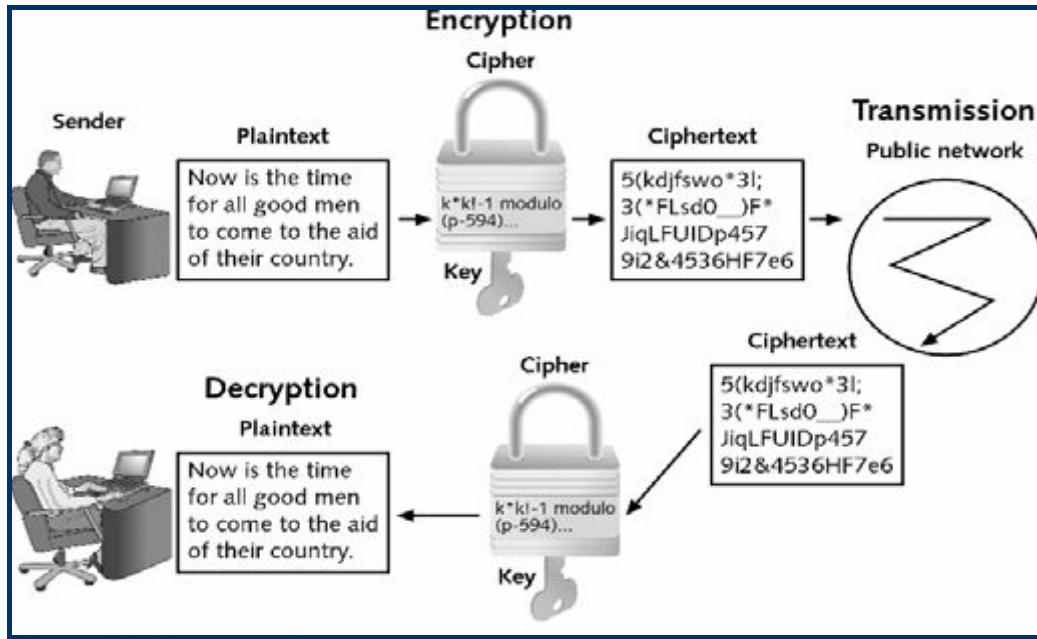 Encryption
Cipher
Sender
Plaintext
Now is the time
for all good men
to come to the aid
of their country.
k*k!-1 modulo
(p-594)...
Key
Ciphertext
5(kdjfswo*3l;
3(*FLsd0__)F*
JiqLFUIDp457
9i2&4536HF7e6
Transmission
Public network
Ciphertext
5(kdjfswo*3l;
3(*FLsd0__)F*
JiqLFUIDp457
9i2&4536HF7e6
Cipher
k*k!-1 modulo
(p-594)...
Key
Decryption
Plaintext
Now is the time
for all good men
to come to the aid
of their country.